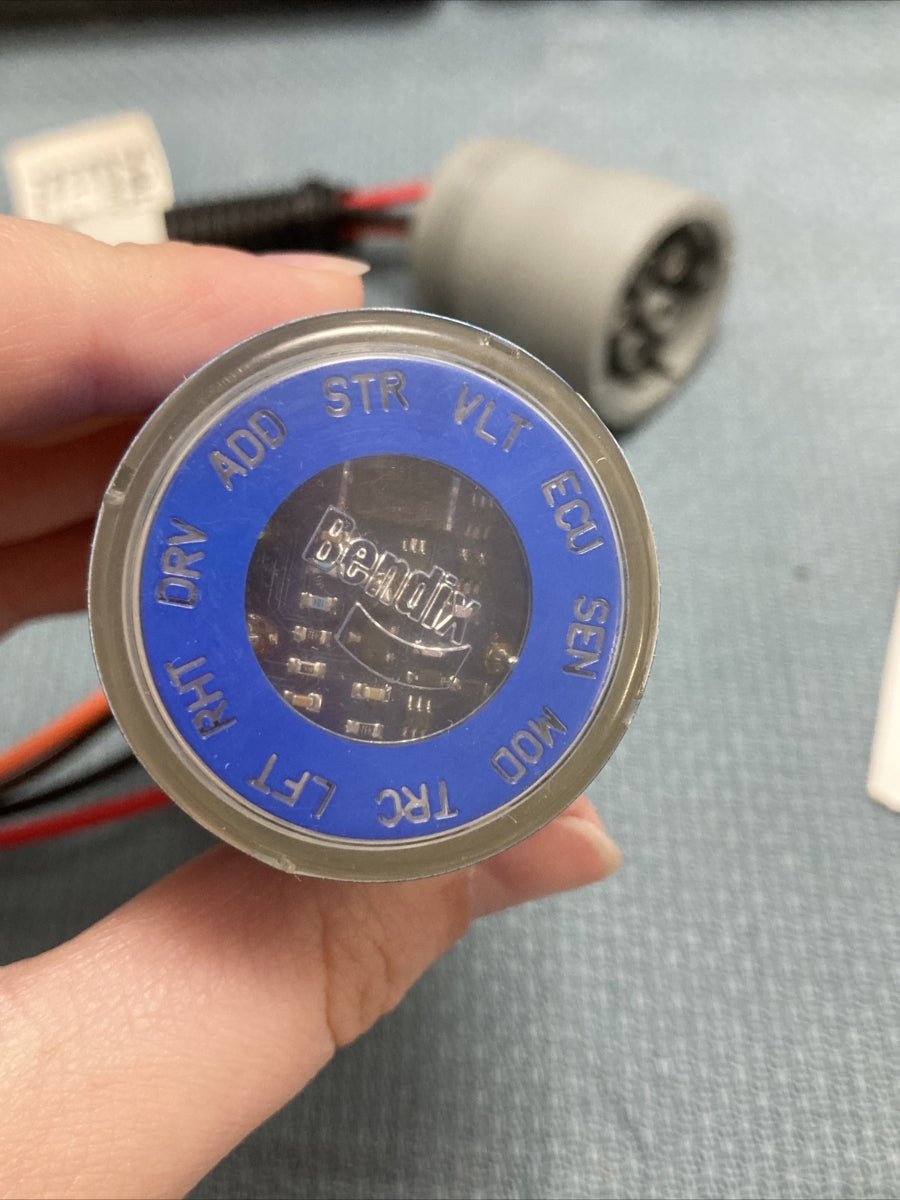 STR
VLT
ECU
SEN
MOD
TRC
LFT
RHT
DRV
ADD
Bendix